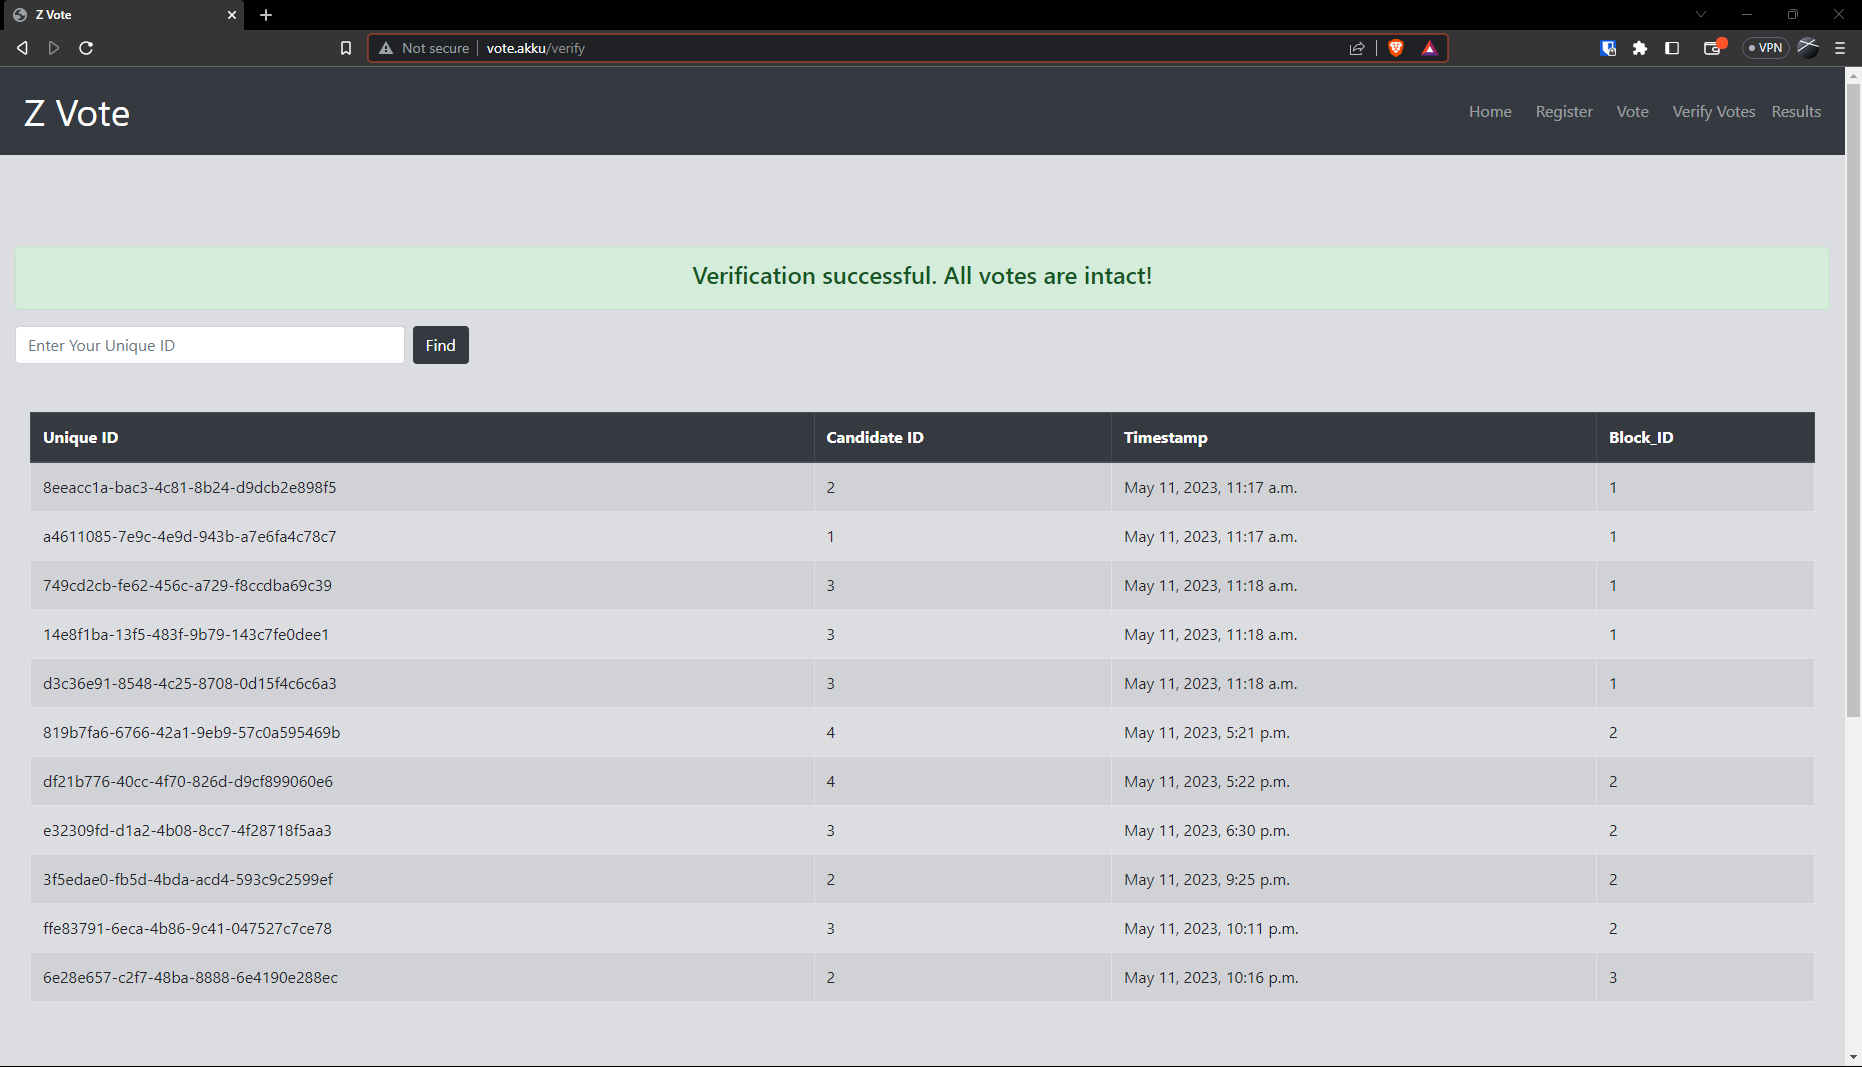 Z Vote
Not secure vote.akku/verify
VPN
Z Vote
Home Register Vote Verify Votes Results
Verification successful. All votes are intact!
Enter Your Unique ID Find
Unique ID Candidate ID Timestamp Block_ID
8eeacc1a-bac3-4c81-8b24-d9dcb2e898f5 2 May 11, 2023, 11:17 a.m. 1
a4611085-7e9c-4e9d-943b-a7e6fa4c78c7 1 May 11, 2023, 11:17 a.m. 1
749cd2cb-fe62-456c-a729-f8ccdba69c39 3 May 11, 2023, 11:18 a.m. 1
14e8f1ba-13f5-483f-9b79-143c7fe0dee1 3 May 11, 2023, 11:18 a.m. 1
d3c36e91-8548-4c25-8708-0d15f4c6c6a3 3 May 11, 2023, 11:18 a.m. 1
819b7fa6-6766-42a1-9eb9-57c0a595469b 4 May 11, 2023, 5:21 p.m. 2
df21b776-40cc-4f70-826d-d9cf899060e6 4 May 11, 2023, 5:22 p.m. 2
e32309fd-d1a2-4b08-8cc7-4f28718f5aa3 3 May 11, 2023, 6:30 p.m. 2
3f5edae0-fb5d-4bda-acd4-593c9c2599ef 2 May 11, 2023, 9:25 p.m. 2
ffe83791-6eca-4b86-9c41-047527c7ce78 3 May 11, 2023, 10:11 p.m. 2
6e28e657-c2f7-48ba-8888-6e4190e288ec 2 May 11, 2023, 10:16 p.m. 3